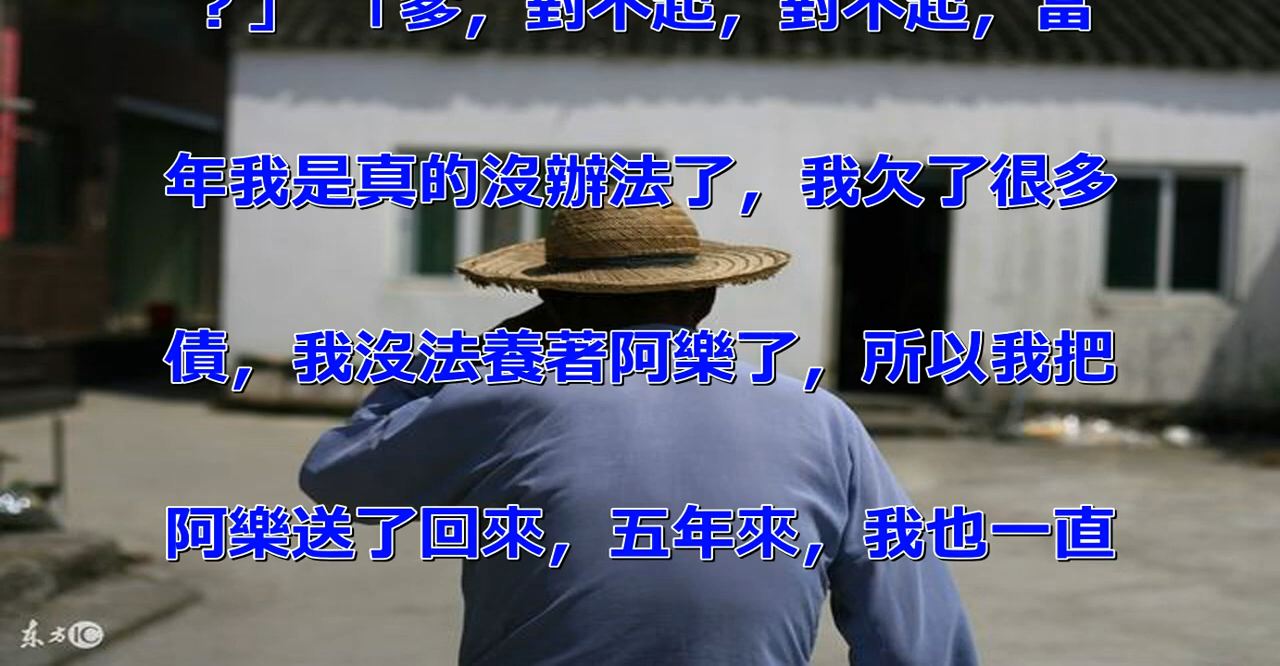 ？」 「爹，對不起，對不起，當
年我是真的沒辦法了，我欠了很多
債，我沒法養著阿樂了，所以我把
阿樂送了回來，五年來，我也一直
东方IC